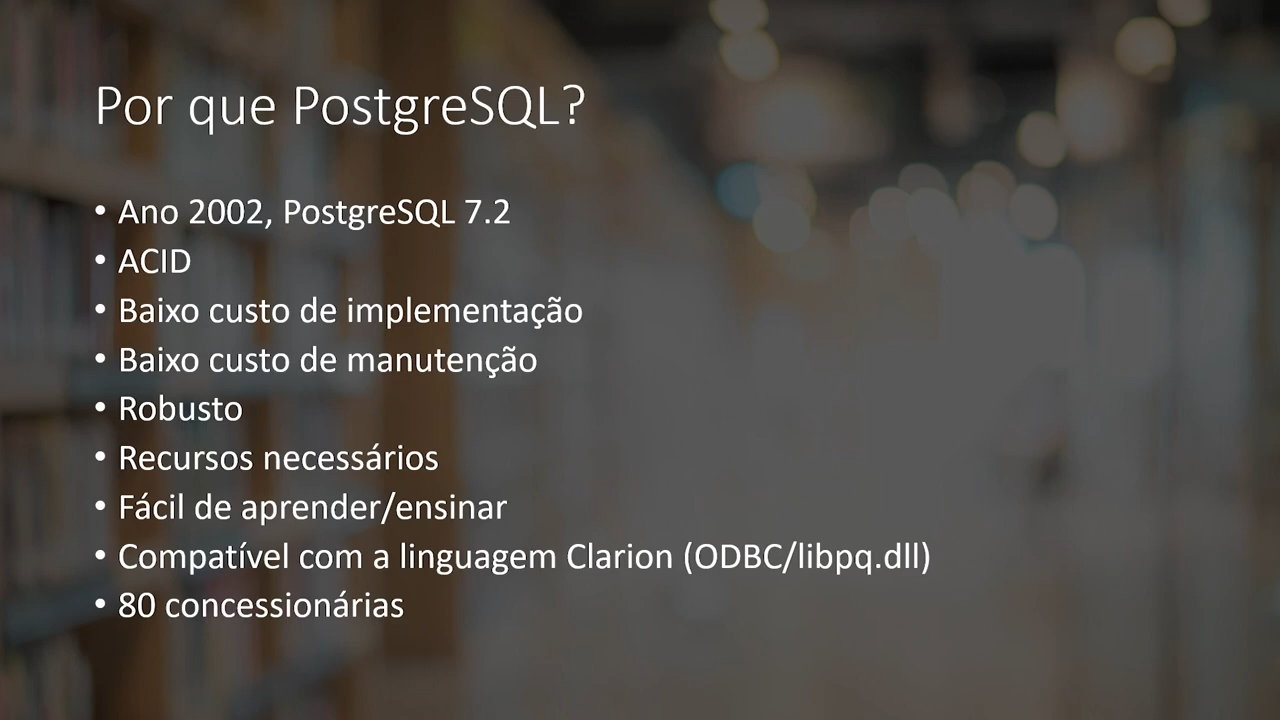 Por que PostgreSQL?
• Ano 2002, PostgreSQL 7.2
• ACID
• Baixo custo de implementação
• Baixo custo de manutenção
• Robusto
• Recursos necessários
• Fácil de aprender/ensinar
• Compatível com a linguagem Clarion (ODBC/libpq.dll)
• 80 concessionárias